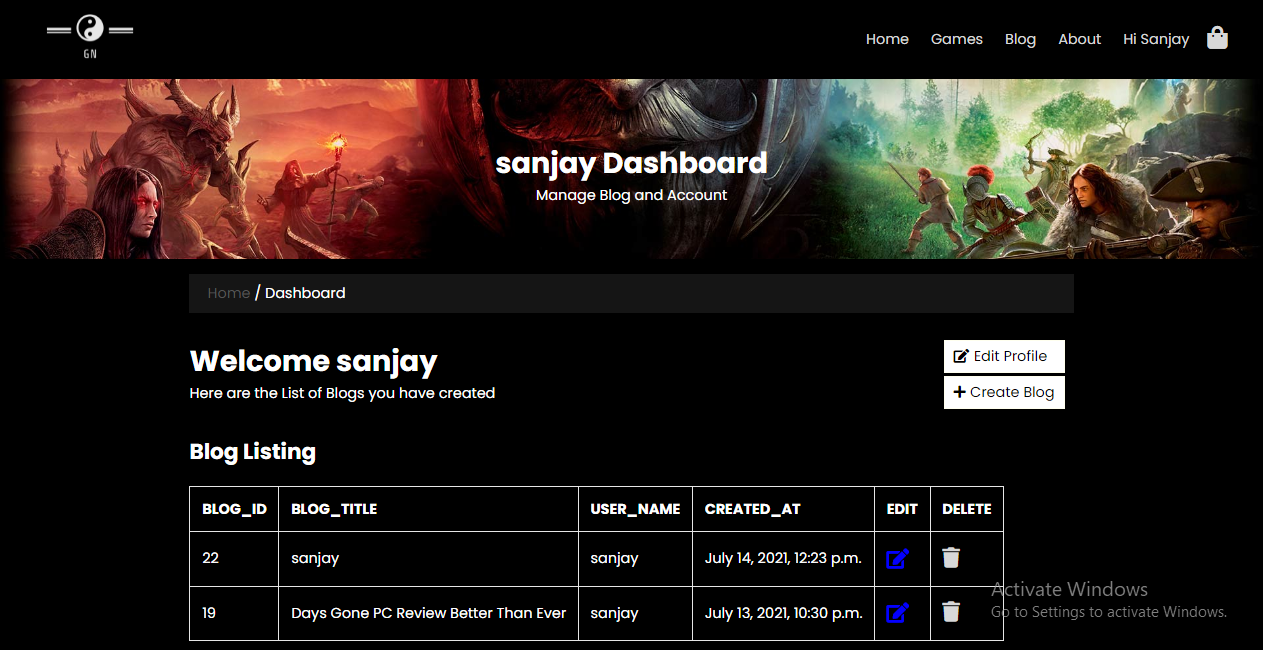 GN
Home Games Blog About Hi Sanjay
sanjay Dashboard
Manage Blog and Account
Home / Dashboard
Welcome sanjay
Edit Profile
Here are the List of Blogs you have created
Create Blog
Blog Listing
BLOG_ID BLOG_TITLE USER_NAME CREATED_AT EDIT DELETE
22 sanjay sanjay July 14, 2021, 12:23 p.m.
19 Days Gone PC Review Better Than Ever sanjay July 13, 2021, 10:30 p.m.
Activate Windows
Go to Settings to activate Windows.